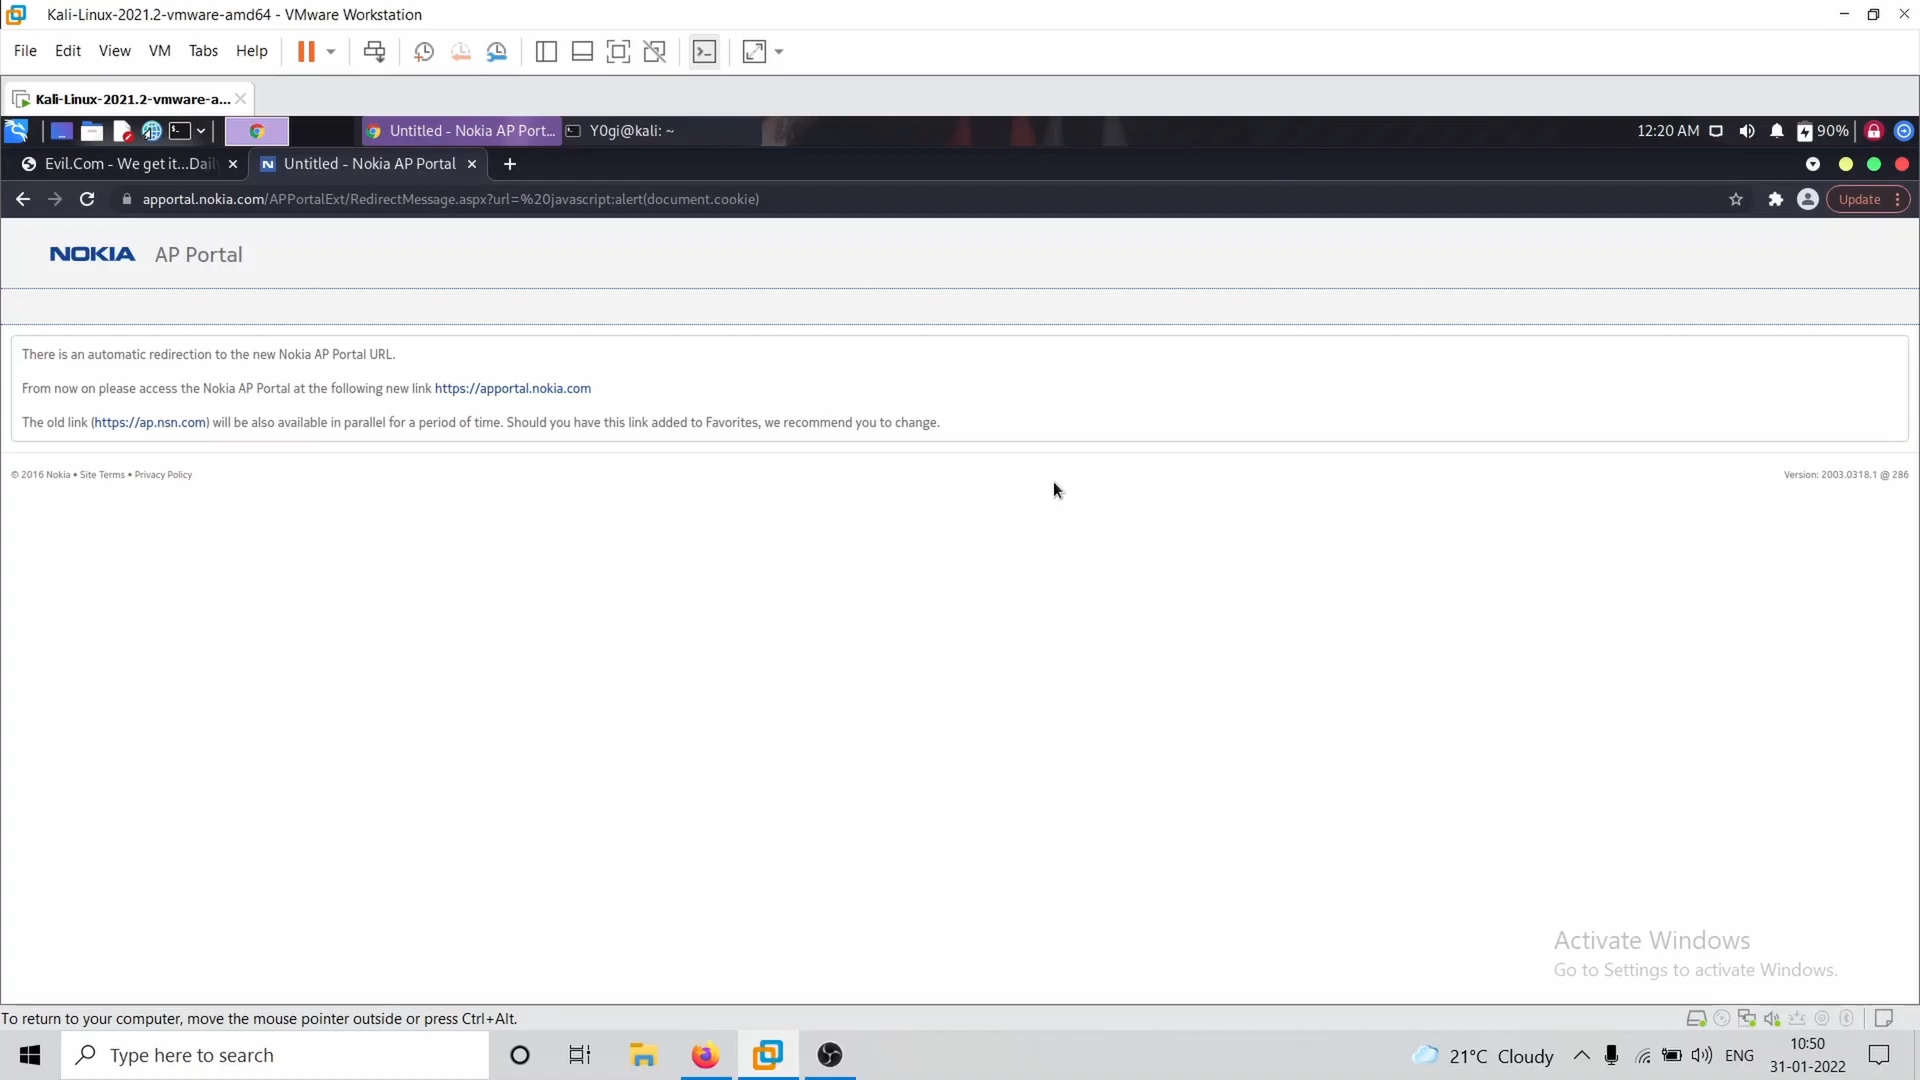 Kali-Linux-2021.2-vmware-amd64 - VMware Workstation
File Edit View VM Tabs Help
Kali-Linux-2021.2-vmware-a...
Untitled - Nokia AP Port... Y0gi@kali: ~ 12:20 AM 90%
Evil.Com - We get it...Dail Untitled - Nokia AP Portal
apportal.nokia.com/APPortalExt/RedirectMessage.aspx?url=%20javascript:alert(document.cookie) Update
NOKIA AP Portal
There is an automatic redirection to the new Nokia AP Portal URL.
From now on please access the Nokia AP Portal at the following new link https://apportal.nokia.com
The old link (https://ap.nsn.com) will be also available in parallel for a period of time. Should you have this link added to Favorites, we recommend you to change.
© 2016 Nokia • Site Terms • Privacy Policy Version: 2003.0318.1 @ 286
Activate Windows
Go to Settings to activate Windows.
To return to your computer, move the mouse pointer outside or press Ctrl+Alt.
Type here to search 21°C Cloudy ENG 10:50
31-01-2022